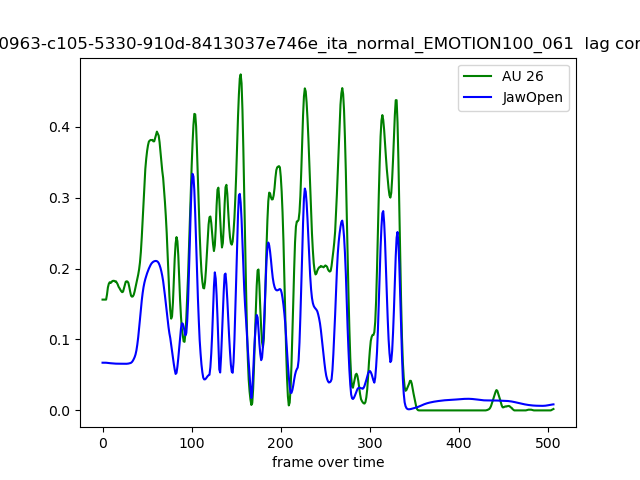 0963-c105-5330-910d-8413037e746e_ita_normal_EMOTION100_061 lag cor
AU 26
JawOpen
0.4
0.3
0.2
0.1
0.0
0 100 200 300 400 500
frame over time